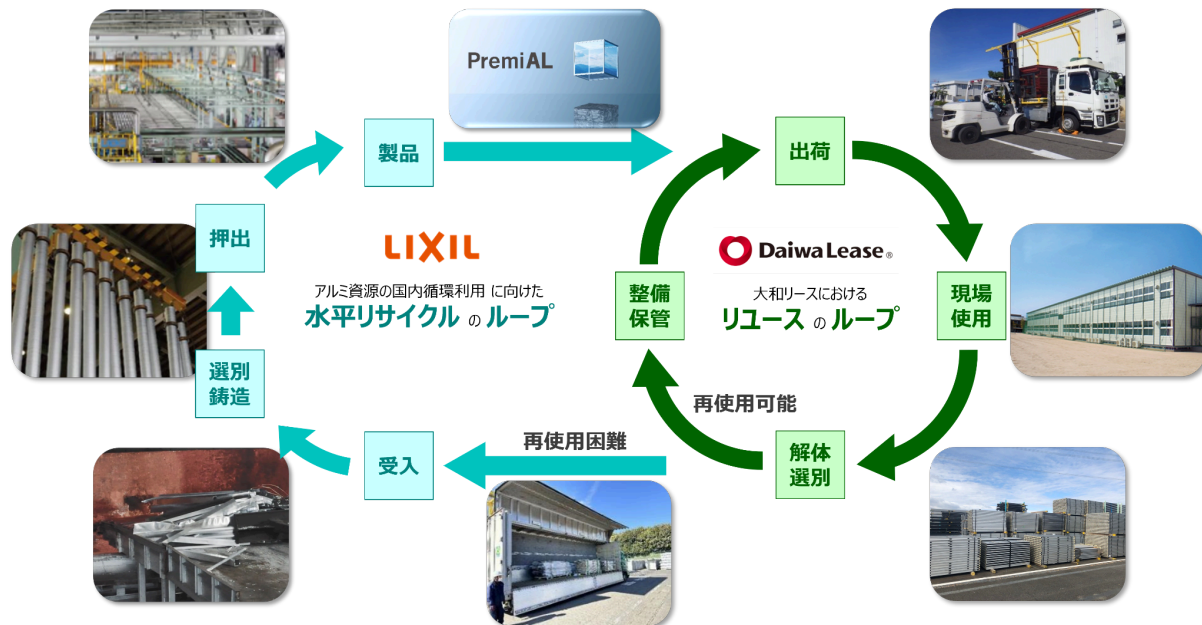 PremiAL
製品
出荷
押出
LIXIL
アルミ資源の国内循環利用 に向けた
水平リサイクル の ループ
整備
保管
Daiwa Lease®
大和リースにおける
リユース の ループ
現場
使用
選別
鋳造
再使用可能
再使用困難
受入
解体
選別